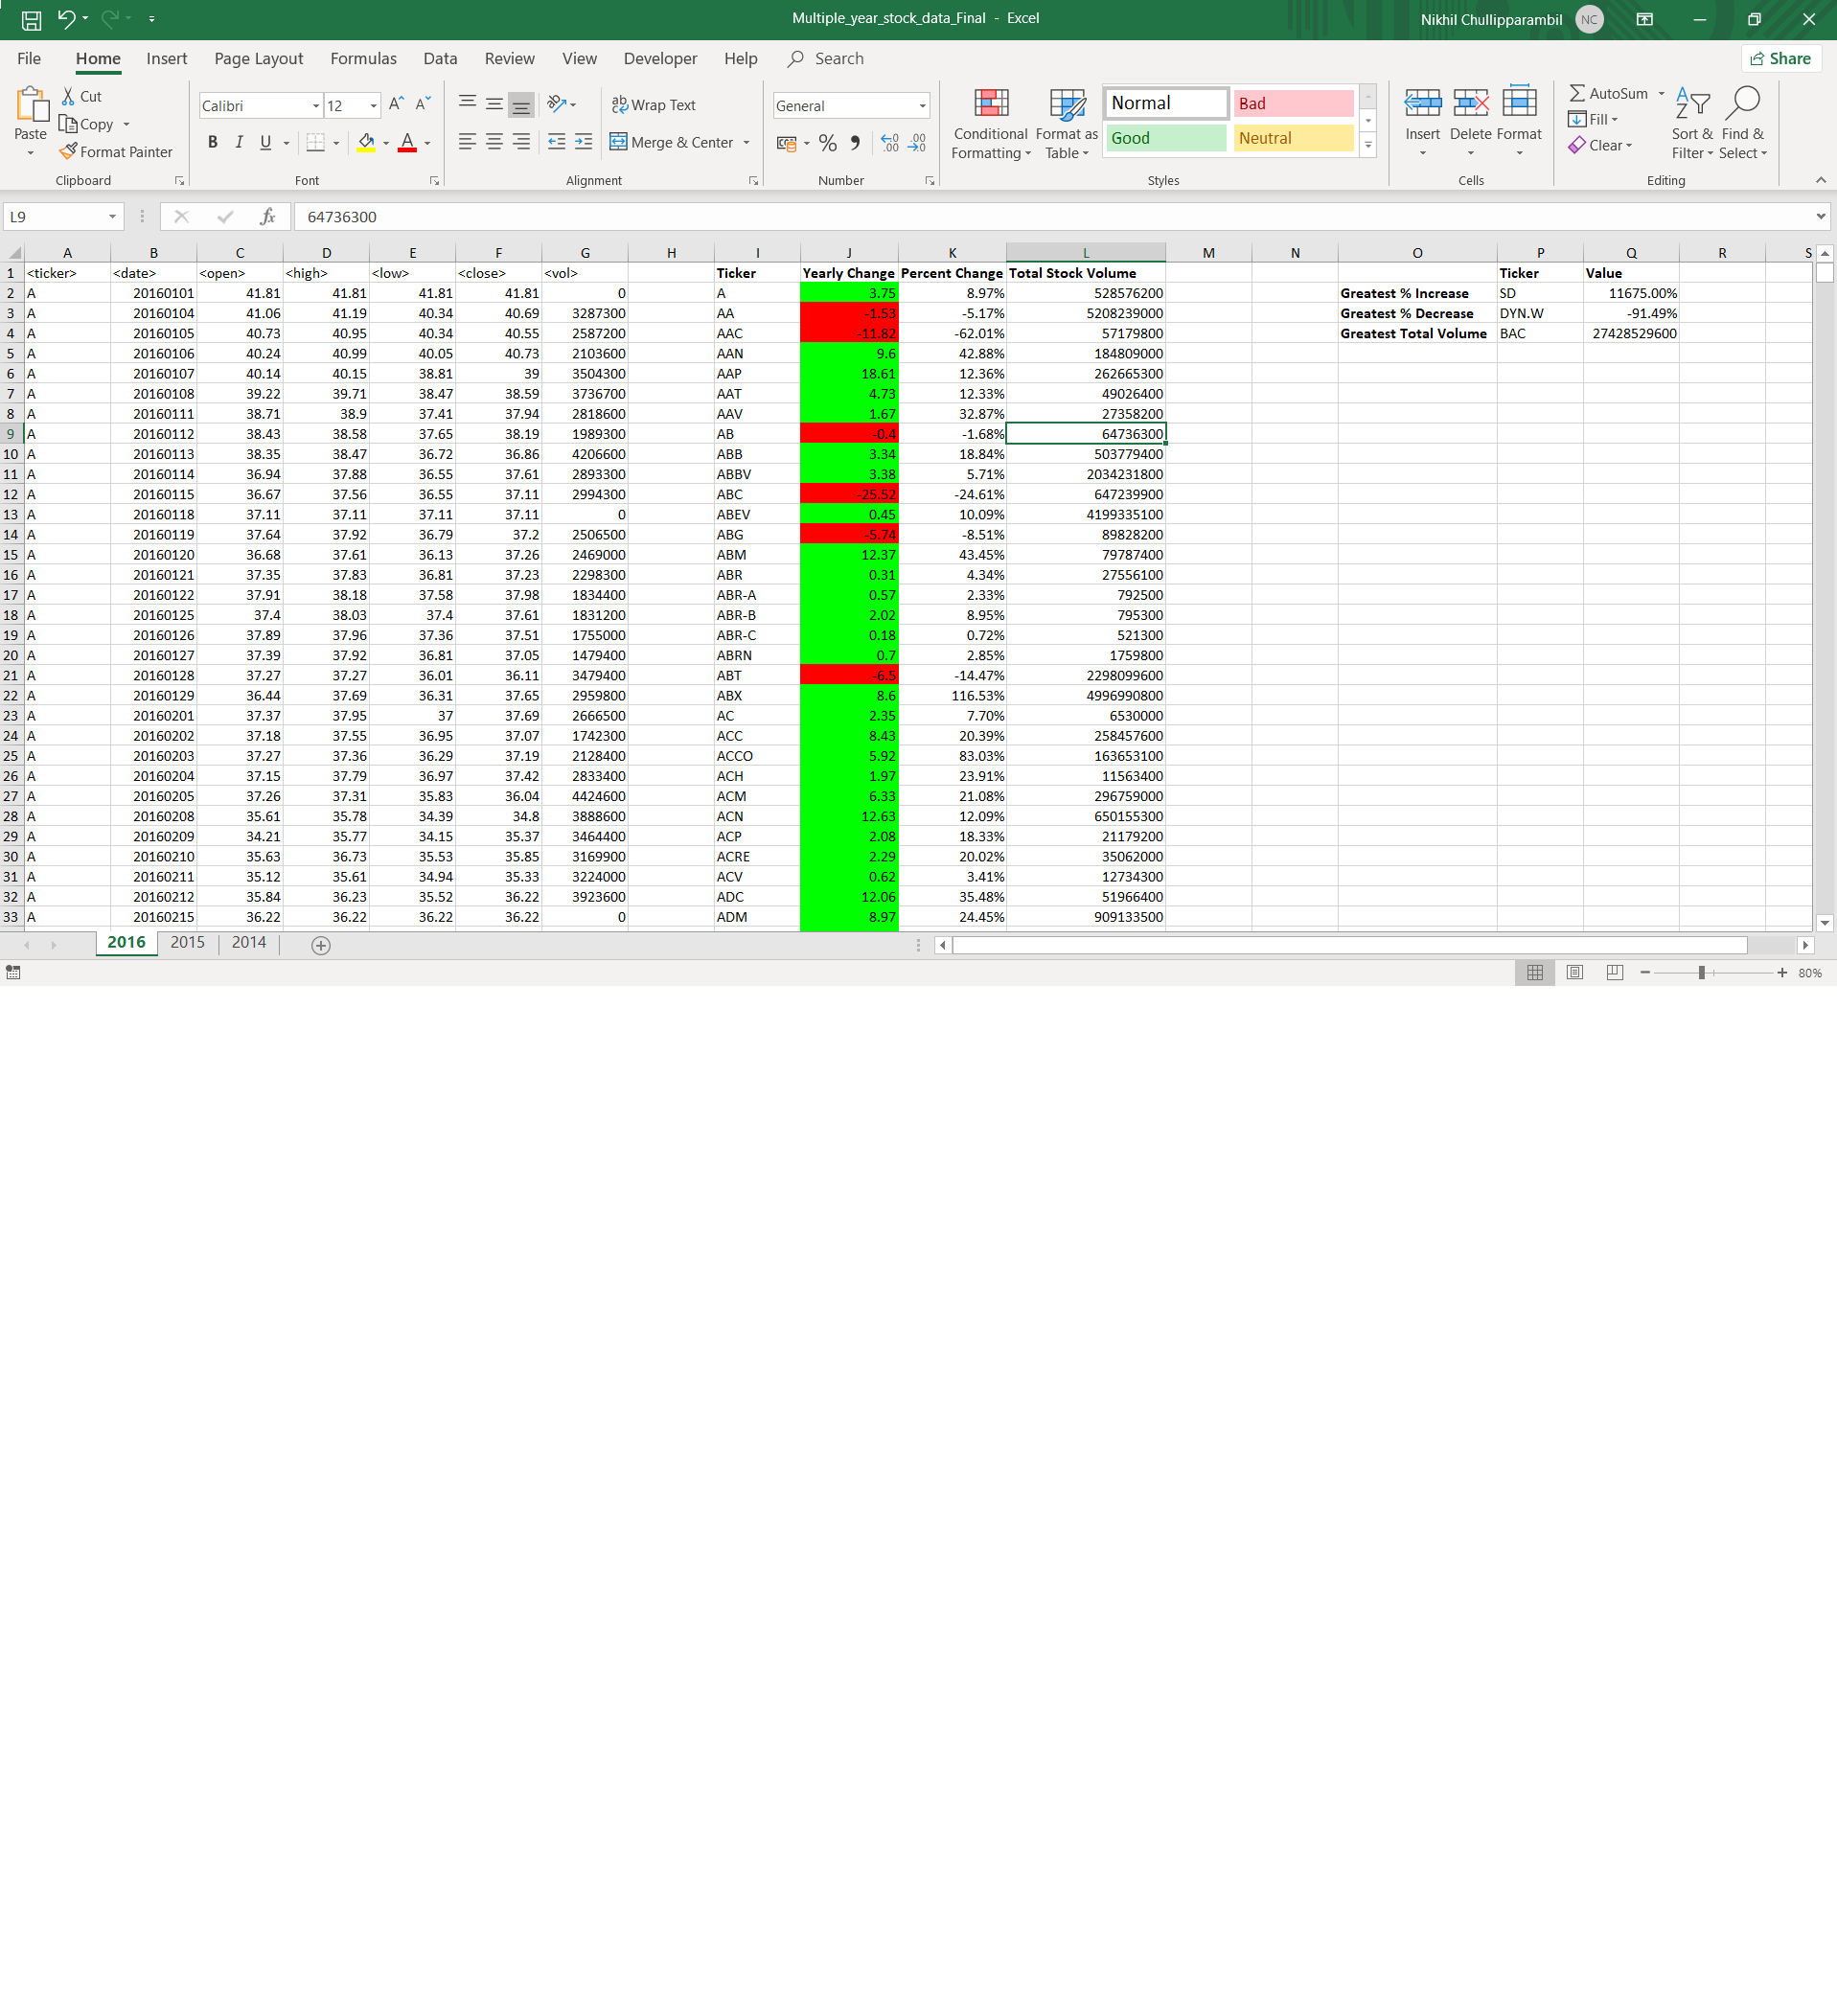 Multiple_year_stock_data_Final - Excel
Nikhil Chullipparambil NC
File Home Insert Page Layout Formulas Data Review View Developer Help Search Share
Paste
Cut
Copy
Format Painter
Clipboard
Calibri 12 A A
B I U A
Font
ab Wrap Text
Merge & Center
Alignment
General
% , .00 .00
Number
Conditional Formatting
Format as Table
Normal Bad
Good Neutral
Styles
Insert Delete Format
Cells
AutoSum
Fill
Clear
Sort & Filter
Find & Select
Editing
L9 fx 64736300
A B C D E F G H I J K L M N O P Q R S
1 <ticker> <date> <open> <high> <low> <close> <vol> Ticker Yearly Change Percent Change Total Stock Volume Ticker Value
2 A 20160101 41.81 41.81 41.81 41.81 0 A 3.75 8.97% 528576200 Greatest % Increase SD 11675.00%
3 A 20160104 41.06 41.19 40.34 40.69 3287300 AA -1.53 -5.17% 5208239000 Greatest % Decrease DYN.W -91.49%
4 A 20160105 40.73 40.95 40.34 40.55 2587200 AAC -11.82 -62.01% 57179800 Greatest Total Volume BAC 27428529600
5 A 20160106 40.24 40.99 40.05 40.73 2103600 AAN 9.6 42.88% 184809000
6 A 20160107 40.14 40.15 38.81 39 3504300 AAP 18.61 12.36% 262665300
7 A 20160108 39.22 39.71 38.47 38.59 3736700 AAT 4.73 12.33% 49026400
8 A 20160111 38.71 38.9 37.41 37.94 2818600 AAV 1.67 32.87% 27358200
9 A 20160112 38.43 38.58 37.65 38.19 1989300 AB -0.4 -1.68% 64736300
10 A 20160113 38.35 38.47 36.72 36.86 4206600 ABB 3.34 18.84% 503779400
11 A 20160114 36.94 37.88 36.55 37.61 2893300 ABBV 3.38 5.71% 2034231800
12 A 20160115 36.67 37.56 36.55 37.11 2994300 ABC -25.52 -24.61% 647239900
13 A 20160118 37.11 37.11 37.11 37.11 0 ABEV 0.45 10.09% 4199335100
14 A 20160119 37.64 37.92 36.79 37.2 2506500 ABG -5.74 -8.51% 89828200
15 A 20160120 36.68 37.61 36.13 37.26 2469000 ABM 12.37 43.45% 79787400
16 A 20160121 37.35 37.83 36.81 37.23 2298300 ABR 0.31 4.34% 27556100
17 A 20160122 37.91 38.18 37.58 37.98 1834400 ABR-A 0.57 2.33% 792500
18 A 20160125 37.4 38.03 37.4 37.61 1831200 ABR-B 2.02 8.95% 795300
19 A 20160126 37.89 37.96 37.36 37.51 1755000 ABR-C 0.18 0.72% 521300
20 A 20160127 37.39 37.92 36.81 37.05 1479400 ABRN 0.7 2.85% 1759800
21 A 20160128 37.27 37.27 36.01 36.11 3479400 ABT -6.5 -14.47% 2298099600
22 A 20160129 36.44 37.69 36.31 37.65 2959800 ABX 8.6 116.53% 4996990800
23 A 20160201 37.37 37.95 37 37.69 2666500 AC 2.35 7.70% 6530000
24 A 20160202 37.18 37.55 36.95 37.07 1742300 ACC 8.43 20.39% 258457600
25 A 20160203 37.27 37.36 36.29 37.19 2128400 ACCO 5.92 83.03% 163653100
26 A 20160204 37.15 37.79 36.97 37.42 2833400 ACH 1.97 23.91% 11563400
27 A 20160205 37.26 37.31 35.83 36.04 4424600 ACM 6.33 21.08% 296759000
28 A 20160208 35.61 35.78 34.39 34.8 3888600 ACN 12.63 12.09% 650155300
29 A 20160209 34.21 35.77 34.15 35.37 3464400 ACP 2.08 18.33% 21179200
30 A 20160210 35.63 36.73 35.53 35.85 3169900 ACRE 2.29 20.02% 35062000
31 A 20160211 35.12 35.61 34.94 35.33 3224000 ACV 0.62 3.41% 12734300
32 A 20160212 35.84 36.23 35.52 36.22 3923600 ADC 12.06 35.48% 51966400
33 A 20160215 36.22 36.22 36.22 36.22 0 ADM 8.97 24.45% 909133500
2016 2015 2014
80%